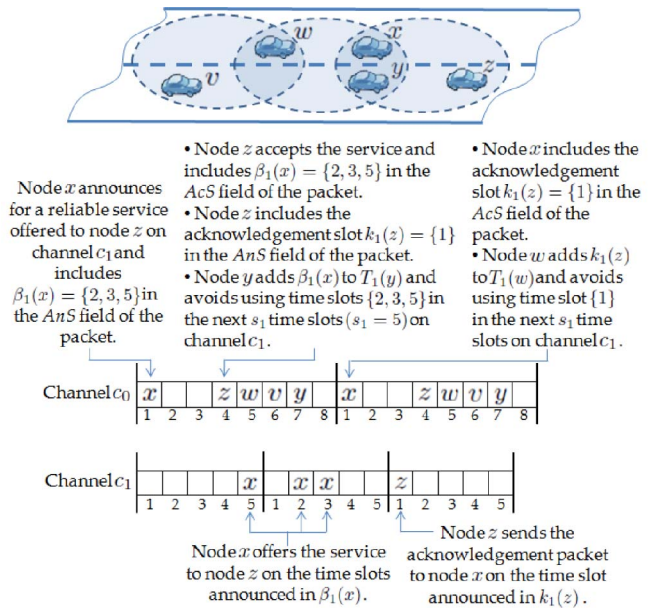 w
x
v
y
z
Node x announces
for a reliable service
offered to node z on
channel c₁ and
includes
β₁(x) = {2, 3, 5} in
the AnS field of the
packet.
• Node z accepts the service and
includes β₁(x) = {2, 3, 5} in the
AcS field of the packet.
• Node z includes the
acknowledgement slot k₁(z) = {1}
in the AnS field of the packet.
• Node y adds β₁(x) to T₁(y) and
avoids using time slots {2, 3, 5} in
the next s₁ time slots (s₁ = 5) on
channel c₁.
• Node x includes the
acknowledgement
slot k₁(z) = {1} in the
AcS field of the
packet.
• Node w adds k₁(z)
to T₁(w) and avoids
using time slot {1}
in the next s₁ time
slots on channel c₁.
Channel c₀ x z w v y x z w v y
1 2 3 4 5 6 7 8 1 2 3 4 5 6 7 8
Channel c₁ x x x z
1 2 3 4 5 1 2 3 4 5 1 2 3 4 5
Node x offers the service
to node z on the time slots
announced in β₁(x).
Node z sends the
acknowledgement packet
to node x on the time slot
announced in k₁(z).